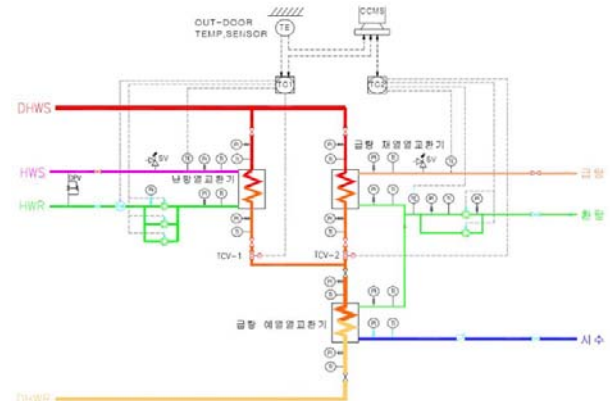 OUT-DOOR
TEMP,SENSOR
TE
CCMS
TC1
TC2
DHWS
급탕 재열열교환기
SV
SV
급탕
HWS
난방열교환기
DPV
HWR
환탕
TCV-1
TCV-2
급탕 예열열교환기
시수
DHWR